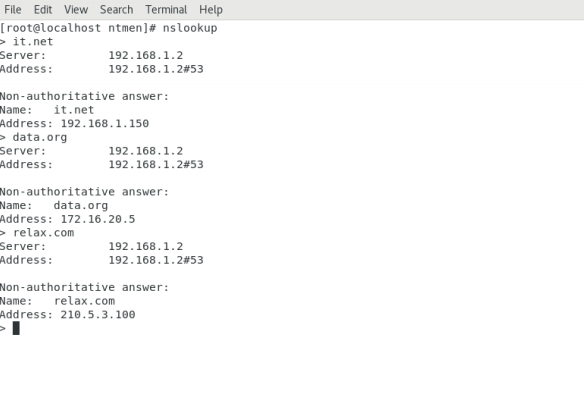 File Edit View Search Terminal Help
[root@localhost ntmen]# nslookup
> it.net
Server: 192.168.1.2
Address: 192.168.1.2#53
Non-authoritative answer:
Name: it.net
Address: 192.168.1.150
> data.org
Server: 192.168.1.2
Address: 192.168.1.2#53
Non-authoritative answer:
Name: data.org
Address: 172.16.20.5
> relax.com
Server: 192.168.1.2
Address: 192.168.1.2#53
Non-authoritative answer:
Name: relax.com
Address: 210.5.3.100
>